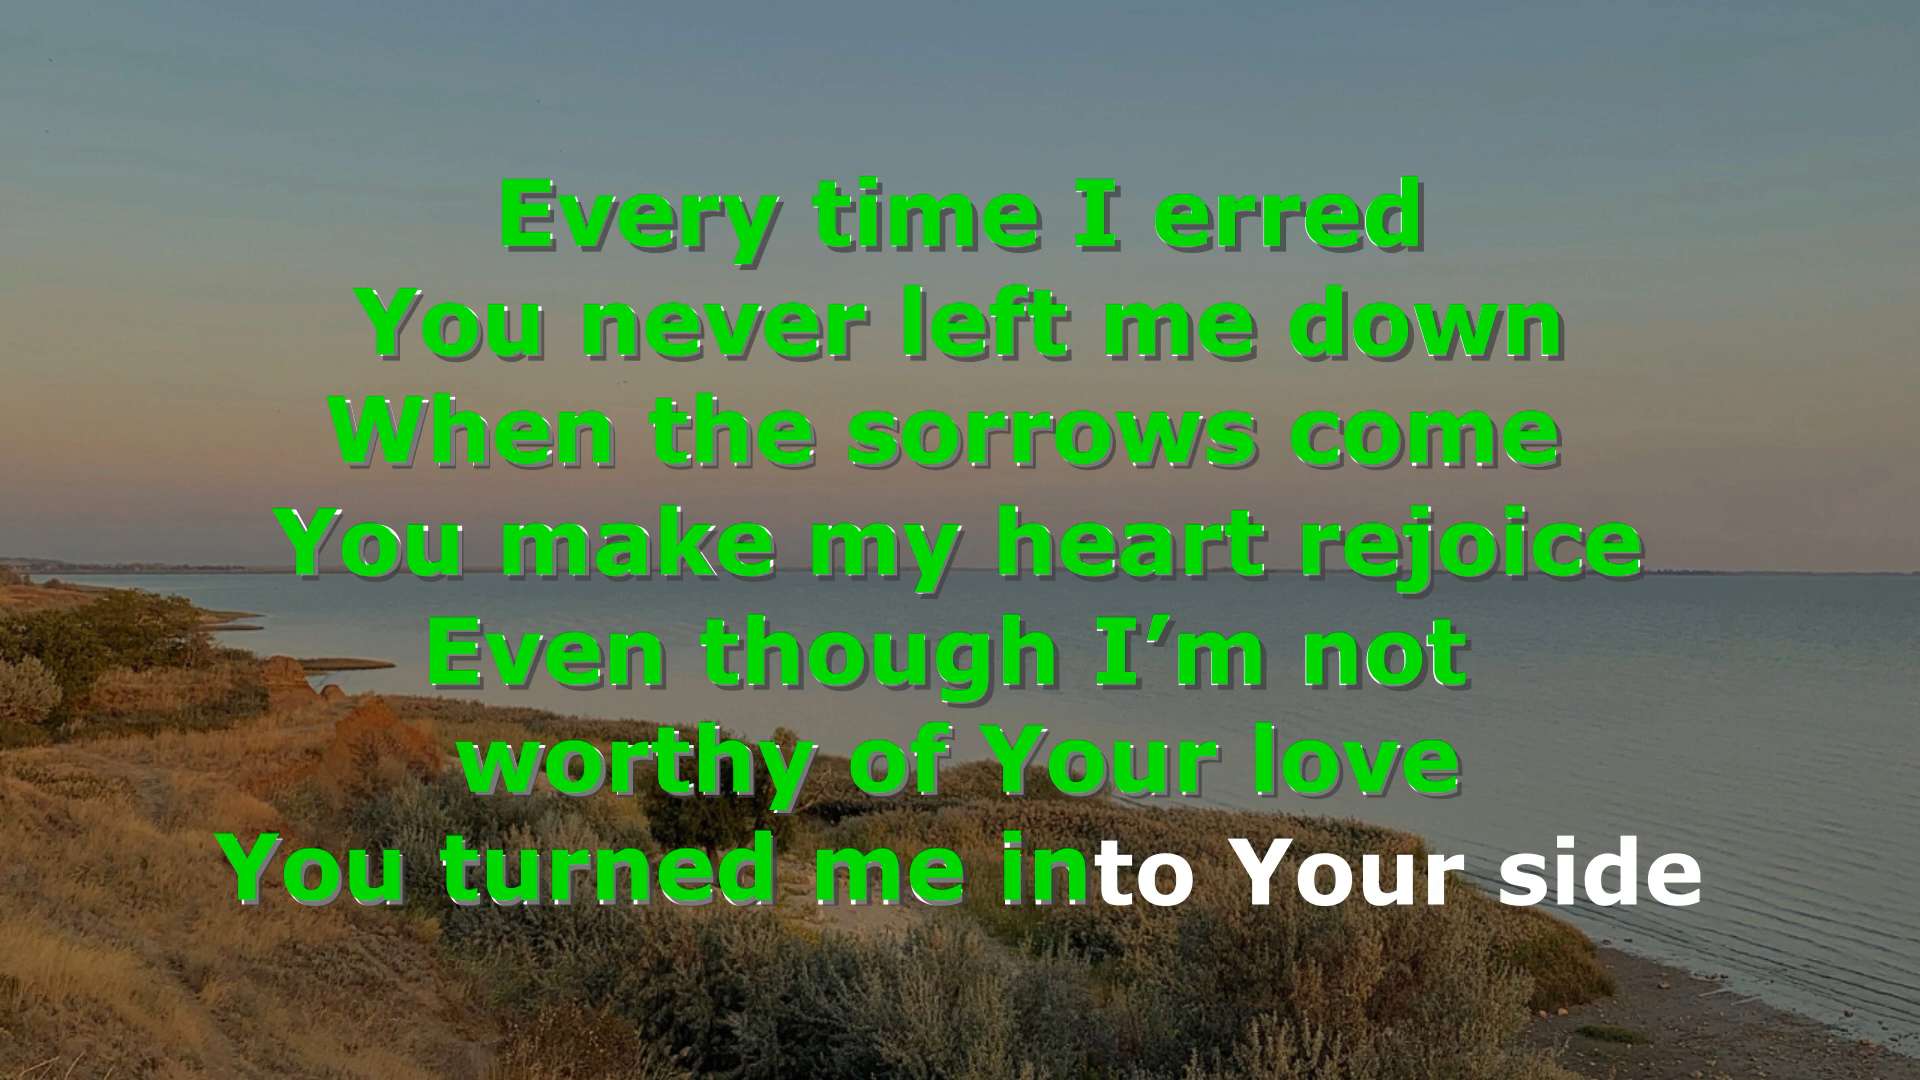 Every time I erred
You never left me down
When the sorrows come
You make my heart rejoice
Even though I’m not
worthy of Your love
You turned me into Your side